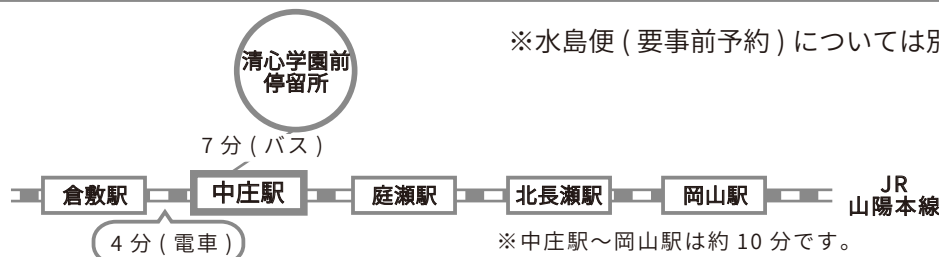 ※水島便 ( 要事前予約 ) については別
清心学園前
停留所
7 分 ( バス )
倉敷駅
中庄駅
庭瀬駅
北長瀬駅
岡山駅
JR
山陽本線
4 分 ( 電車 )
※中庄駅～岡山駅は約 10 分です。